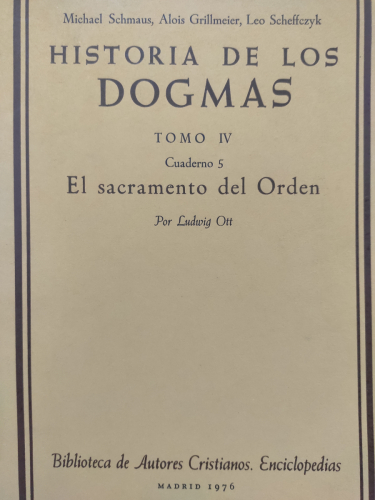 Michael Schmaus, Alois Grillmeier, Leo Scheffczyk
HISTORIA DE LOS
DOGMAS
TOMO IV
Cuaderno 5
El sacramento del Orden
Por Ludwig Ott
Biblioteca de Autores Cristianos. Enciclopedias
MADRID 1976